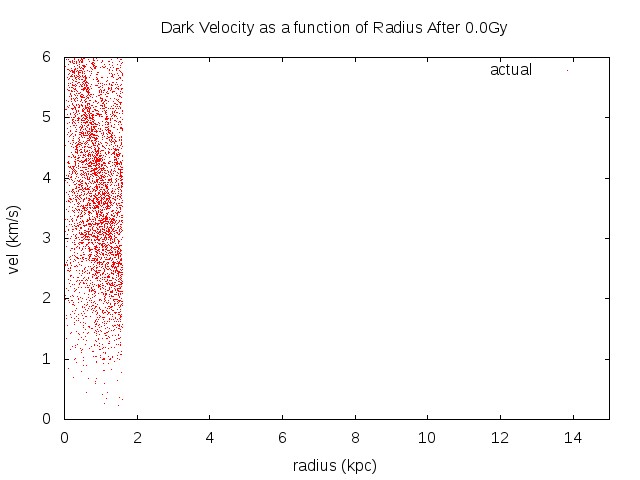 Dark Velocity as a function of Radius After 0.0Gy
actual
6
5
4
3
2
1
0
vel (km/s)
0 2 4 6 8 10 12 14
radius (kpc)